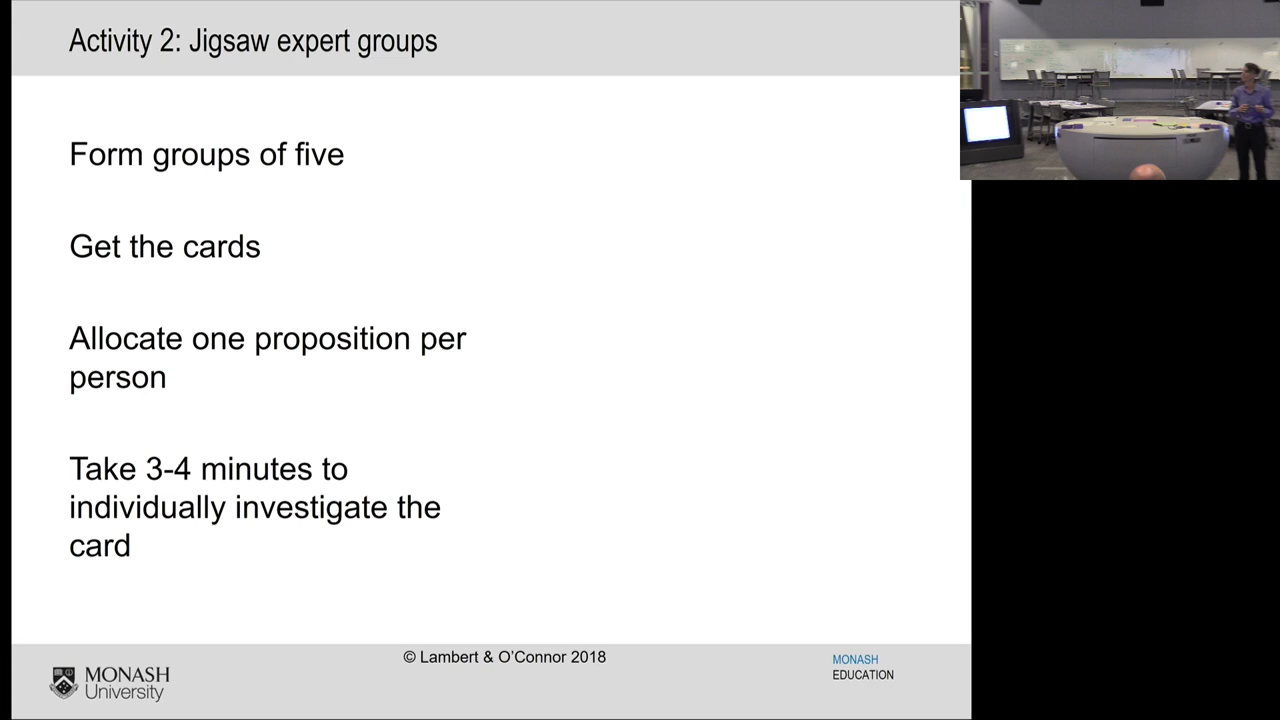 Activity 2: Jigsaw expert groups
Form groups of five
Get the cards
Allocate one proposition per
person
Take 3-4 minutes to
individually investigate the
card
© Lambert & O'Connor 2018
MONASH
University
MONASH
EDUCATION